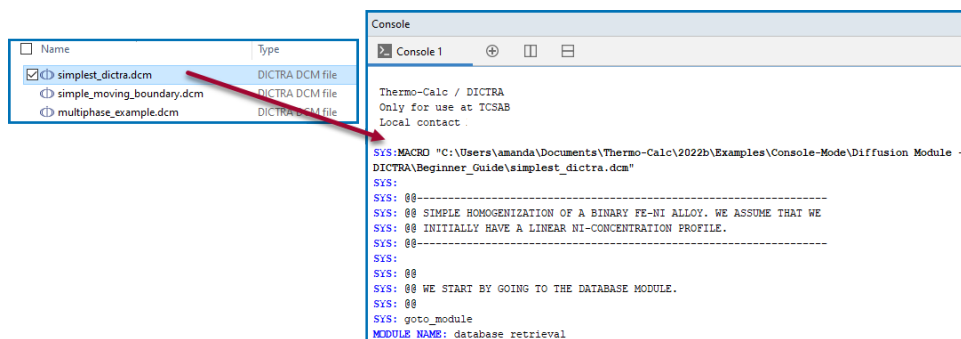 Name Type
simplest_dictra.dcm DICTRA DCM file
simple_moving_boundary.dcm DICTRA DCM file
multiphase_example.dcm DICTRA DCM file
Console
Console 1
Thermo-Calc / DICTRA
Only for use at TCSAB
Local contact
SYS:MACRO "C:\Users\amanda\Documents\Thermo-Calc\2022b\Examples\Console-Mode\Diffusion Module -
DICTRA\Beginner_Guide\simplest_dictra.dcm"
SYS:
SYS: @@-----------------------------------------------------------------
SYS: @@ SIMPLE HOMOGENIZATION OF A BINARY FE-NI ALLOY. WE ASSUME THAT WE
SYS: @@ INITIALLY HAVE A LINEAR NI-CONCENTRATION PROFILE.
SYS: @@-----------------------------------------------------------------
SYS:
SYS: @@
SYS: @@ WE START BY GOING TO THE DATABASE MODULE.
SYS: @@
SYS: goto_module
MODULE NAME: database retrieval